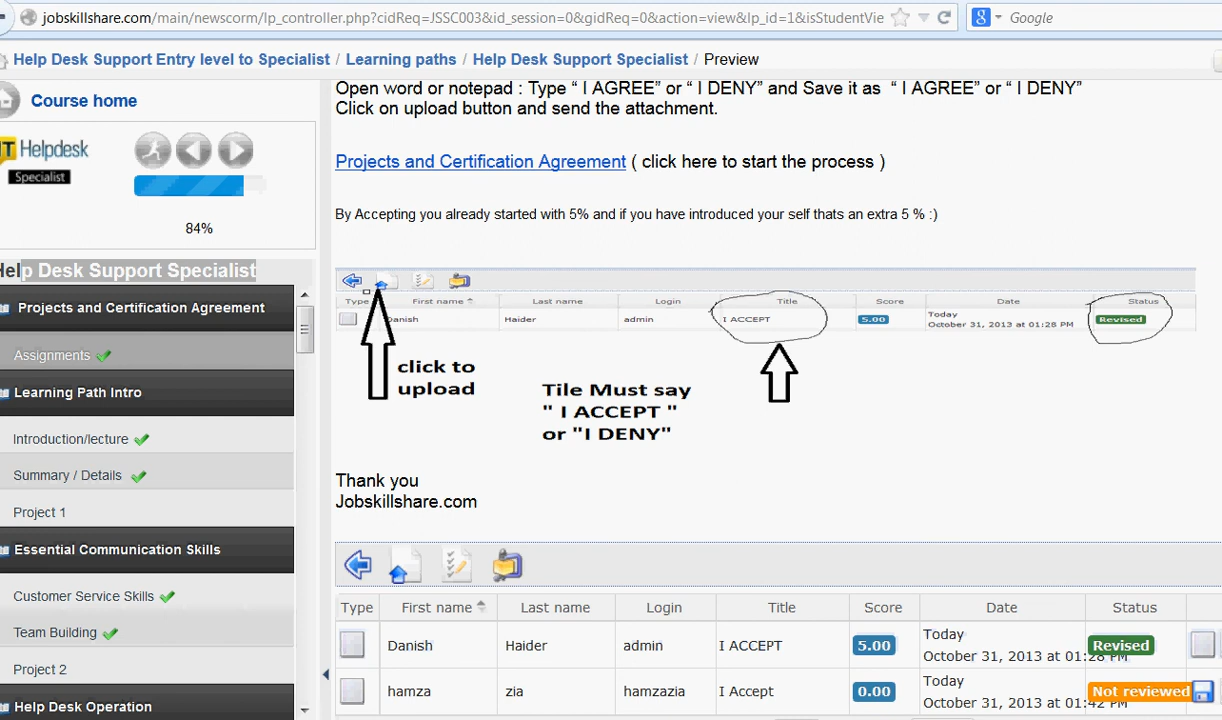 jobskillshare.com/main/newscorm/lp_controller.php?cidReq=JSSC003&id_session=0&gidReq=0&action=view&lp_id=1&isStudentVie
Google
Help Desk Support Entry level to Specialist / Learning paths / Help Desk Support Specialist / Preview
Course home
IT Helpdesk
Specialist
84%
Help Desk Support Specialist
Projects and Certification Agreement
Assignments
Learning Path Intro
Introduction/lecture
Summary / Details
Project 1
Essential Communication Skills
Customer Service Skills
Team Building
Project 2
Help Desk Operation
Open word or notepad : Type “ I AGREE” or “ I DENY” and Save it as “ I AGREE” or “ I DENY”
Click on upload button and send the attachment.
Projects and Certification Agreement ( click here to start the process )
By Accepting you already started with 5% and if you have introduced your self thats an extra 5 % :)
Type First name Last name Login Title Score Date Status
Danish Haider admin I ACCEPT 5.00 Today Revised
October 31, 2013 at 01:28 PM
click to
upload
Tile Must say
" I ACCEPT "
or "I DENY"
Thank you
Jobskillshare.com
Type First name Last name Login Title Score Date Status
Danish Haider admin I ACCEPT 5.00 Today Revised
October 31, 2013 at 01:28 PM
hamza zia hamzazia I Accept 0.00 Today Not reviewed
October 31, 2013 at 01:42 PM